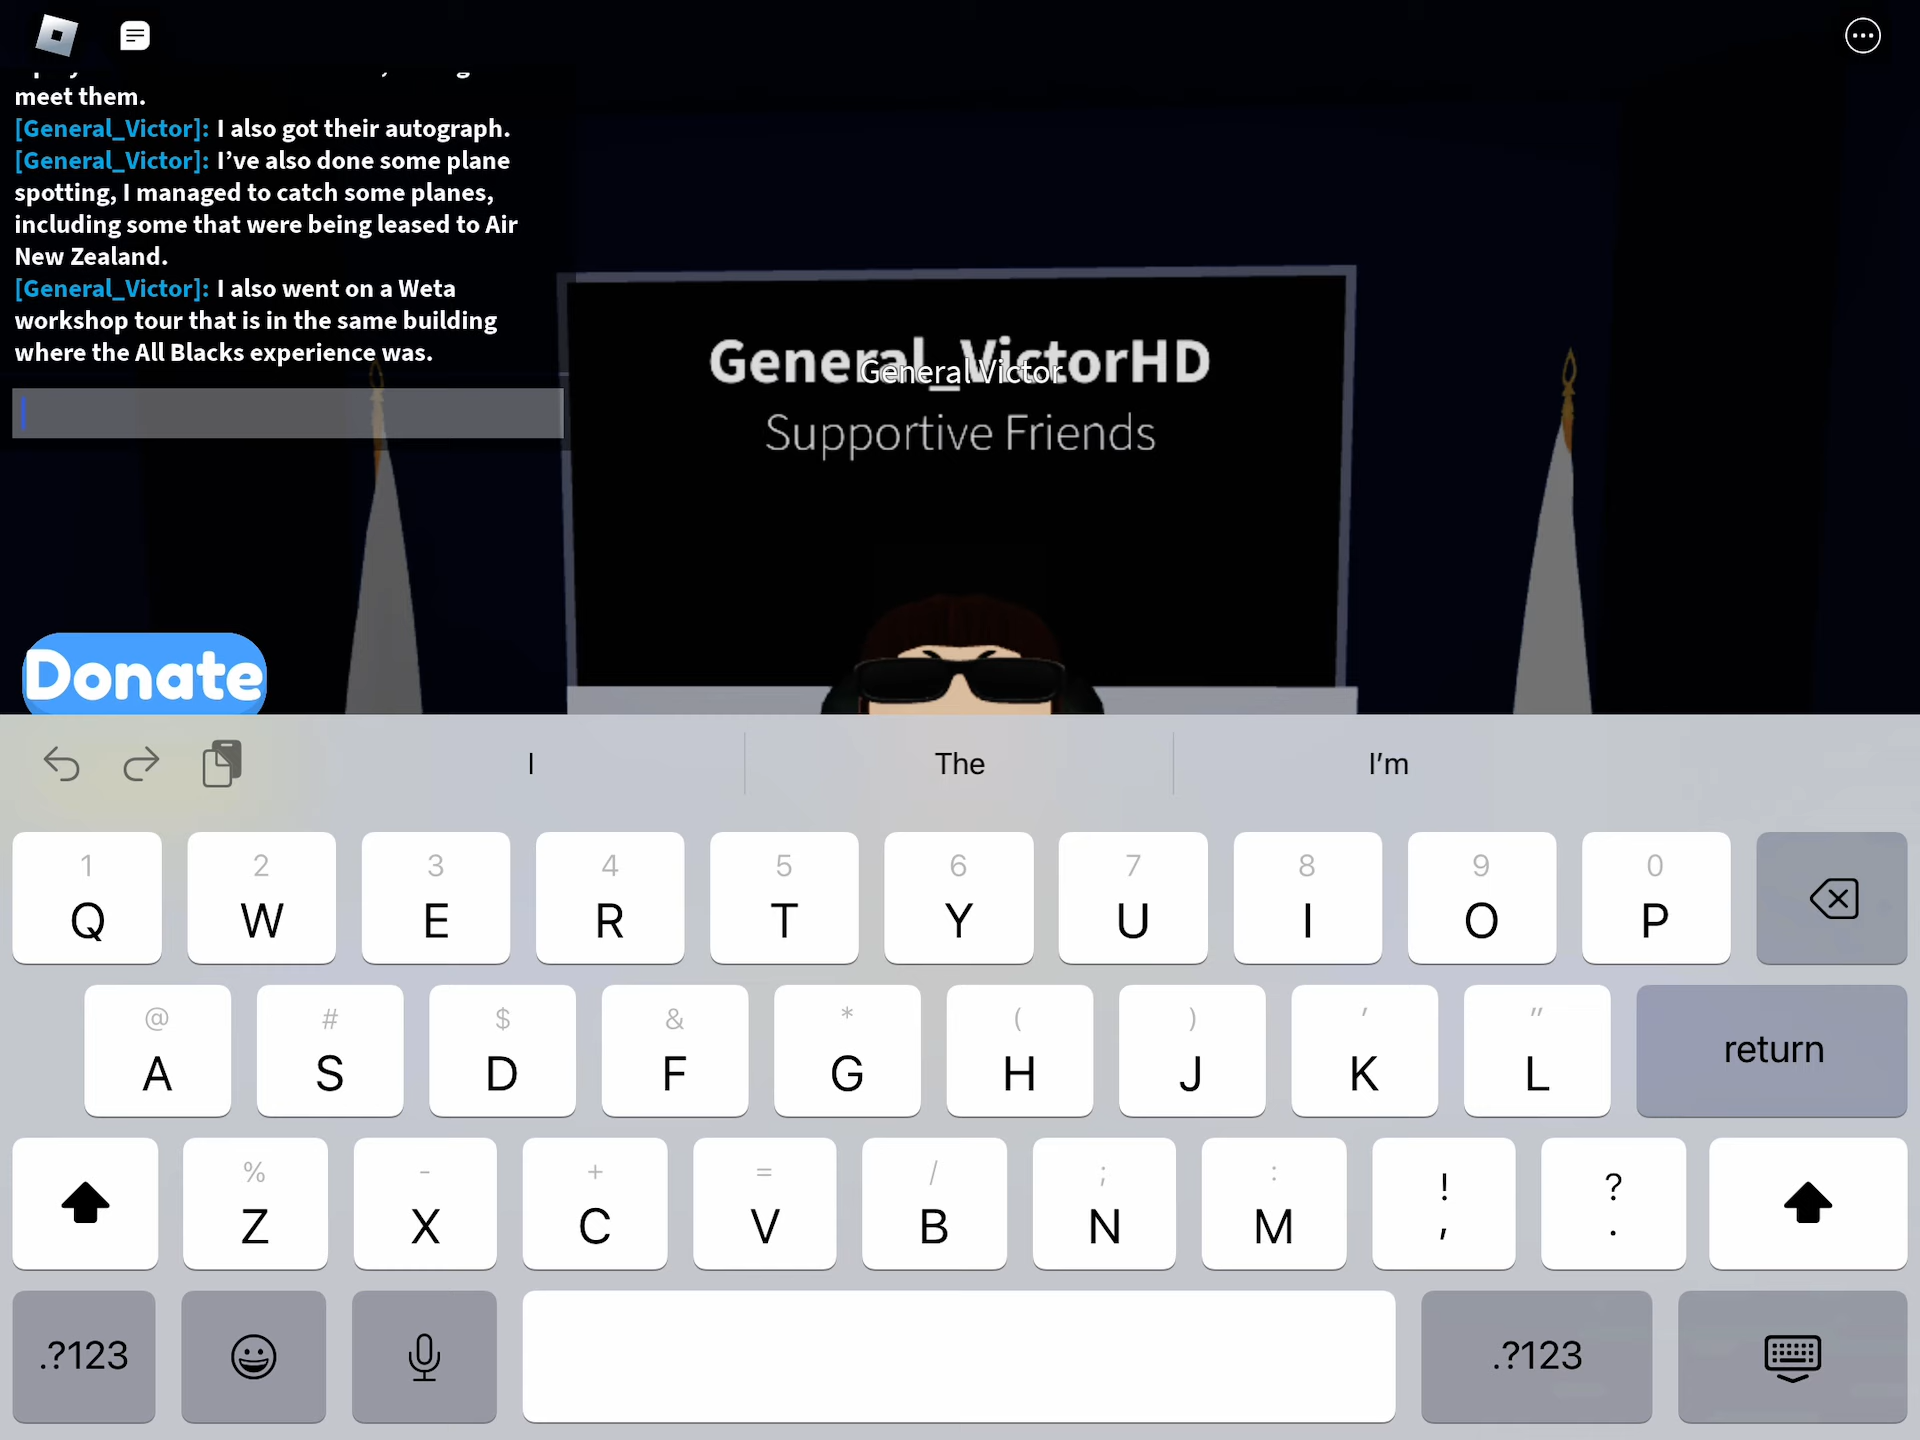 meet them.
[General_Victor]: I also got their autograph.
[General_Victor]: I’ve also done some plane
spotting, I managed to catch some planes,
including some that were being leased to Air
New Zealand.
[General_Victor]: I also went on a Weta
workshop tour that is in the same building
where the All Blacks experience was.
General_VictorHD
General Victor
Supportive Friends
Donate
I The I’m
1 2 3 4 5 6 7 8 9 0
Q W E R T Y U I O P
@ # $ & * ( ) ' "
A S D F G H J K L return
% - + = / ; : ! ?
Z X C V B N M , .
.?123 .?123